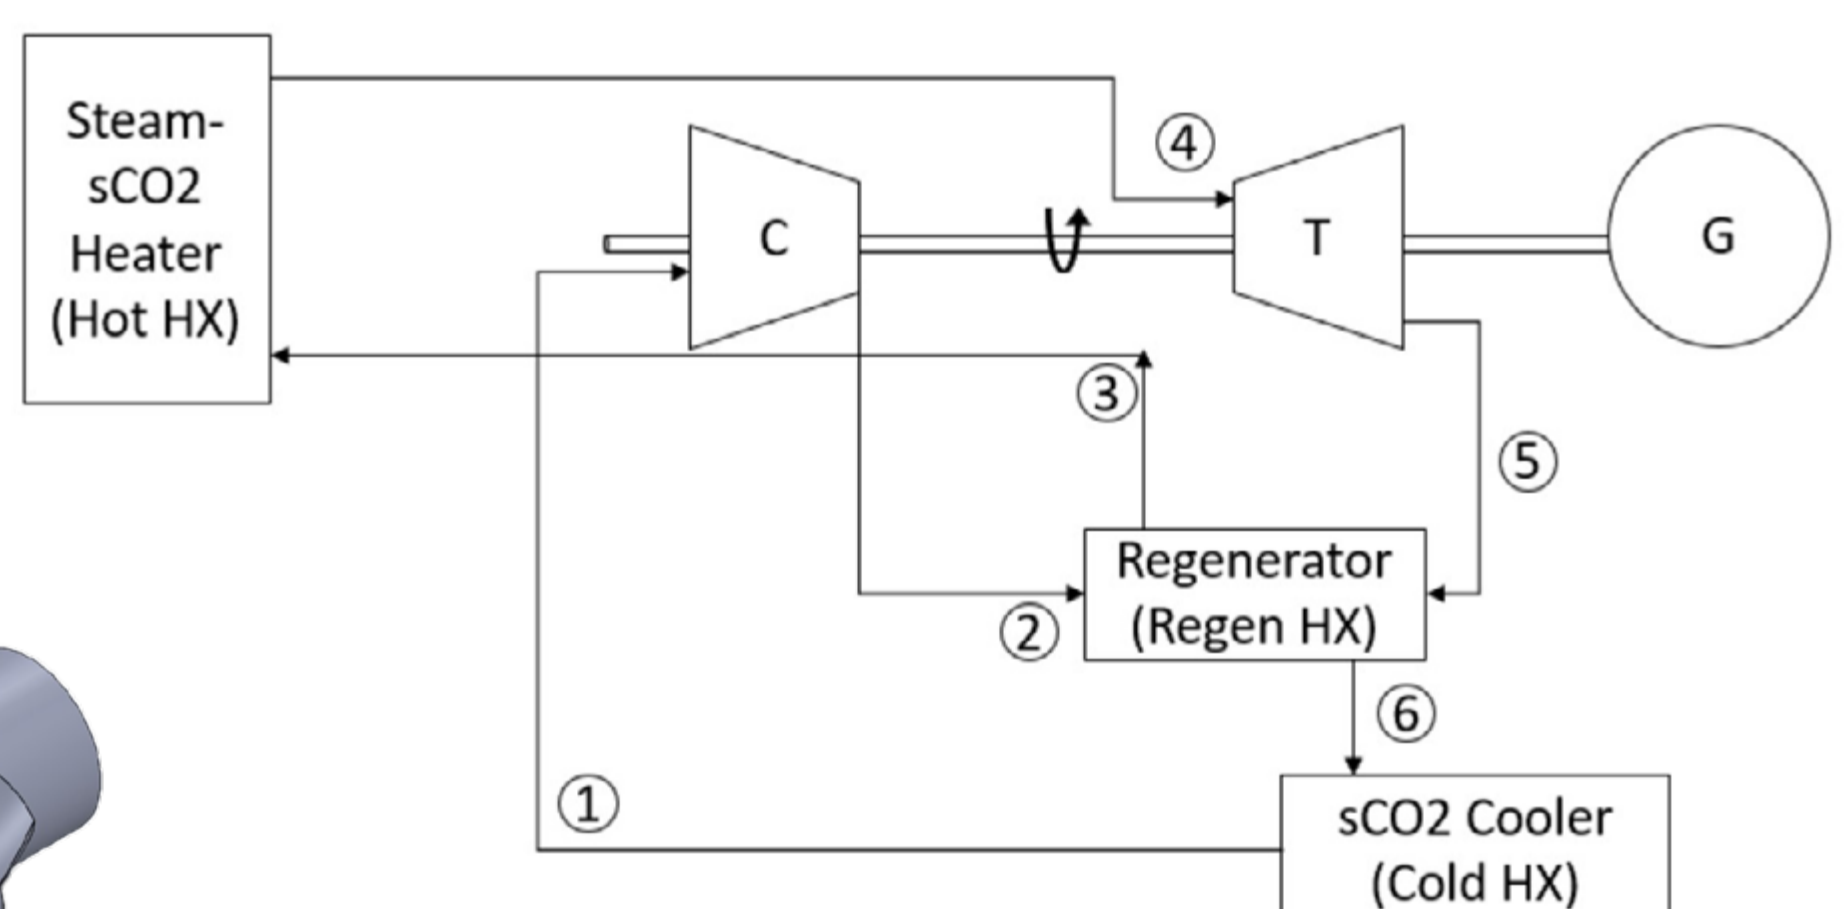 Steam-
sCO2
Heater
(Hot HX)
④
C
T
G
③
⑤
Regenerator
(Regen HX)
②
⑥
①
sCO2 Cooler
(Cold HX)